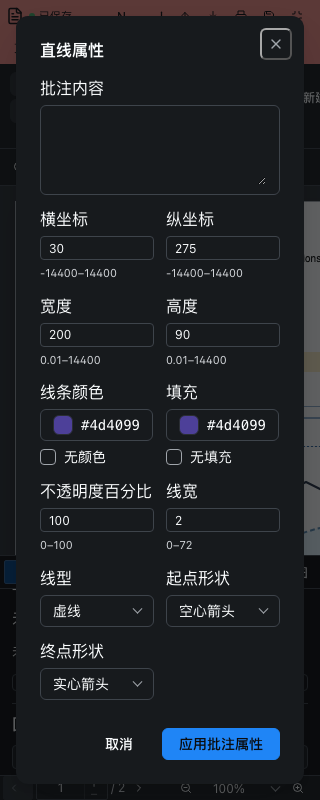 已保存
直线属性
批注内容
横坐标 纵坐标
30 275
-14400–14400 -14400–14400
宽度 高度
200 90
0.01–14400 0.01–14400
线条颜色 填充
#4d4099 #4d4099
无颜色 无填充
不透明度百分比 线宽
100 2
0–100 0–72
线型 起点形状
虚线 空心箭头
终点形状
实心箭头
取消 应用批注属性
1 / 2 100%